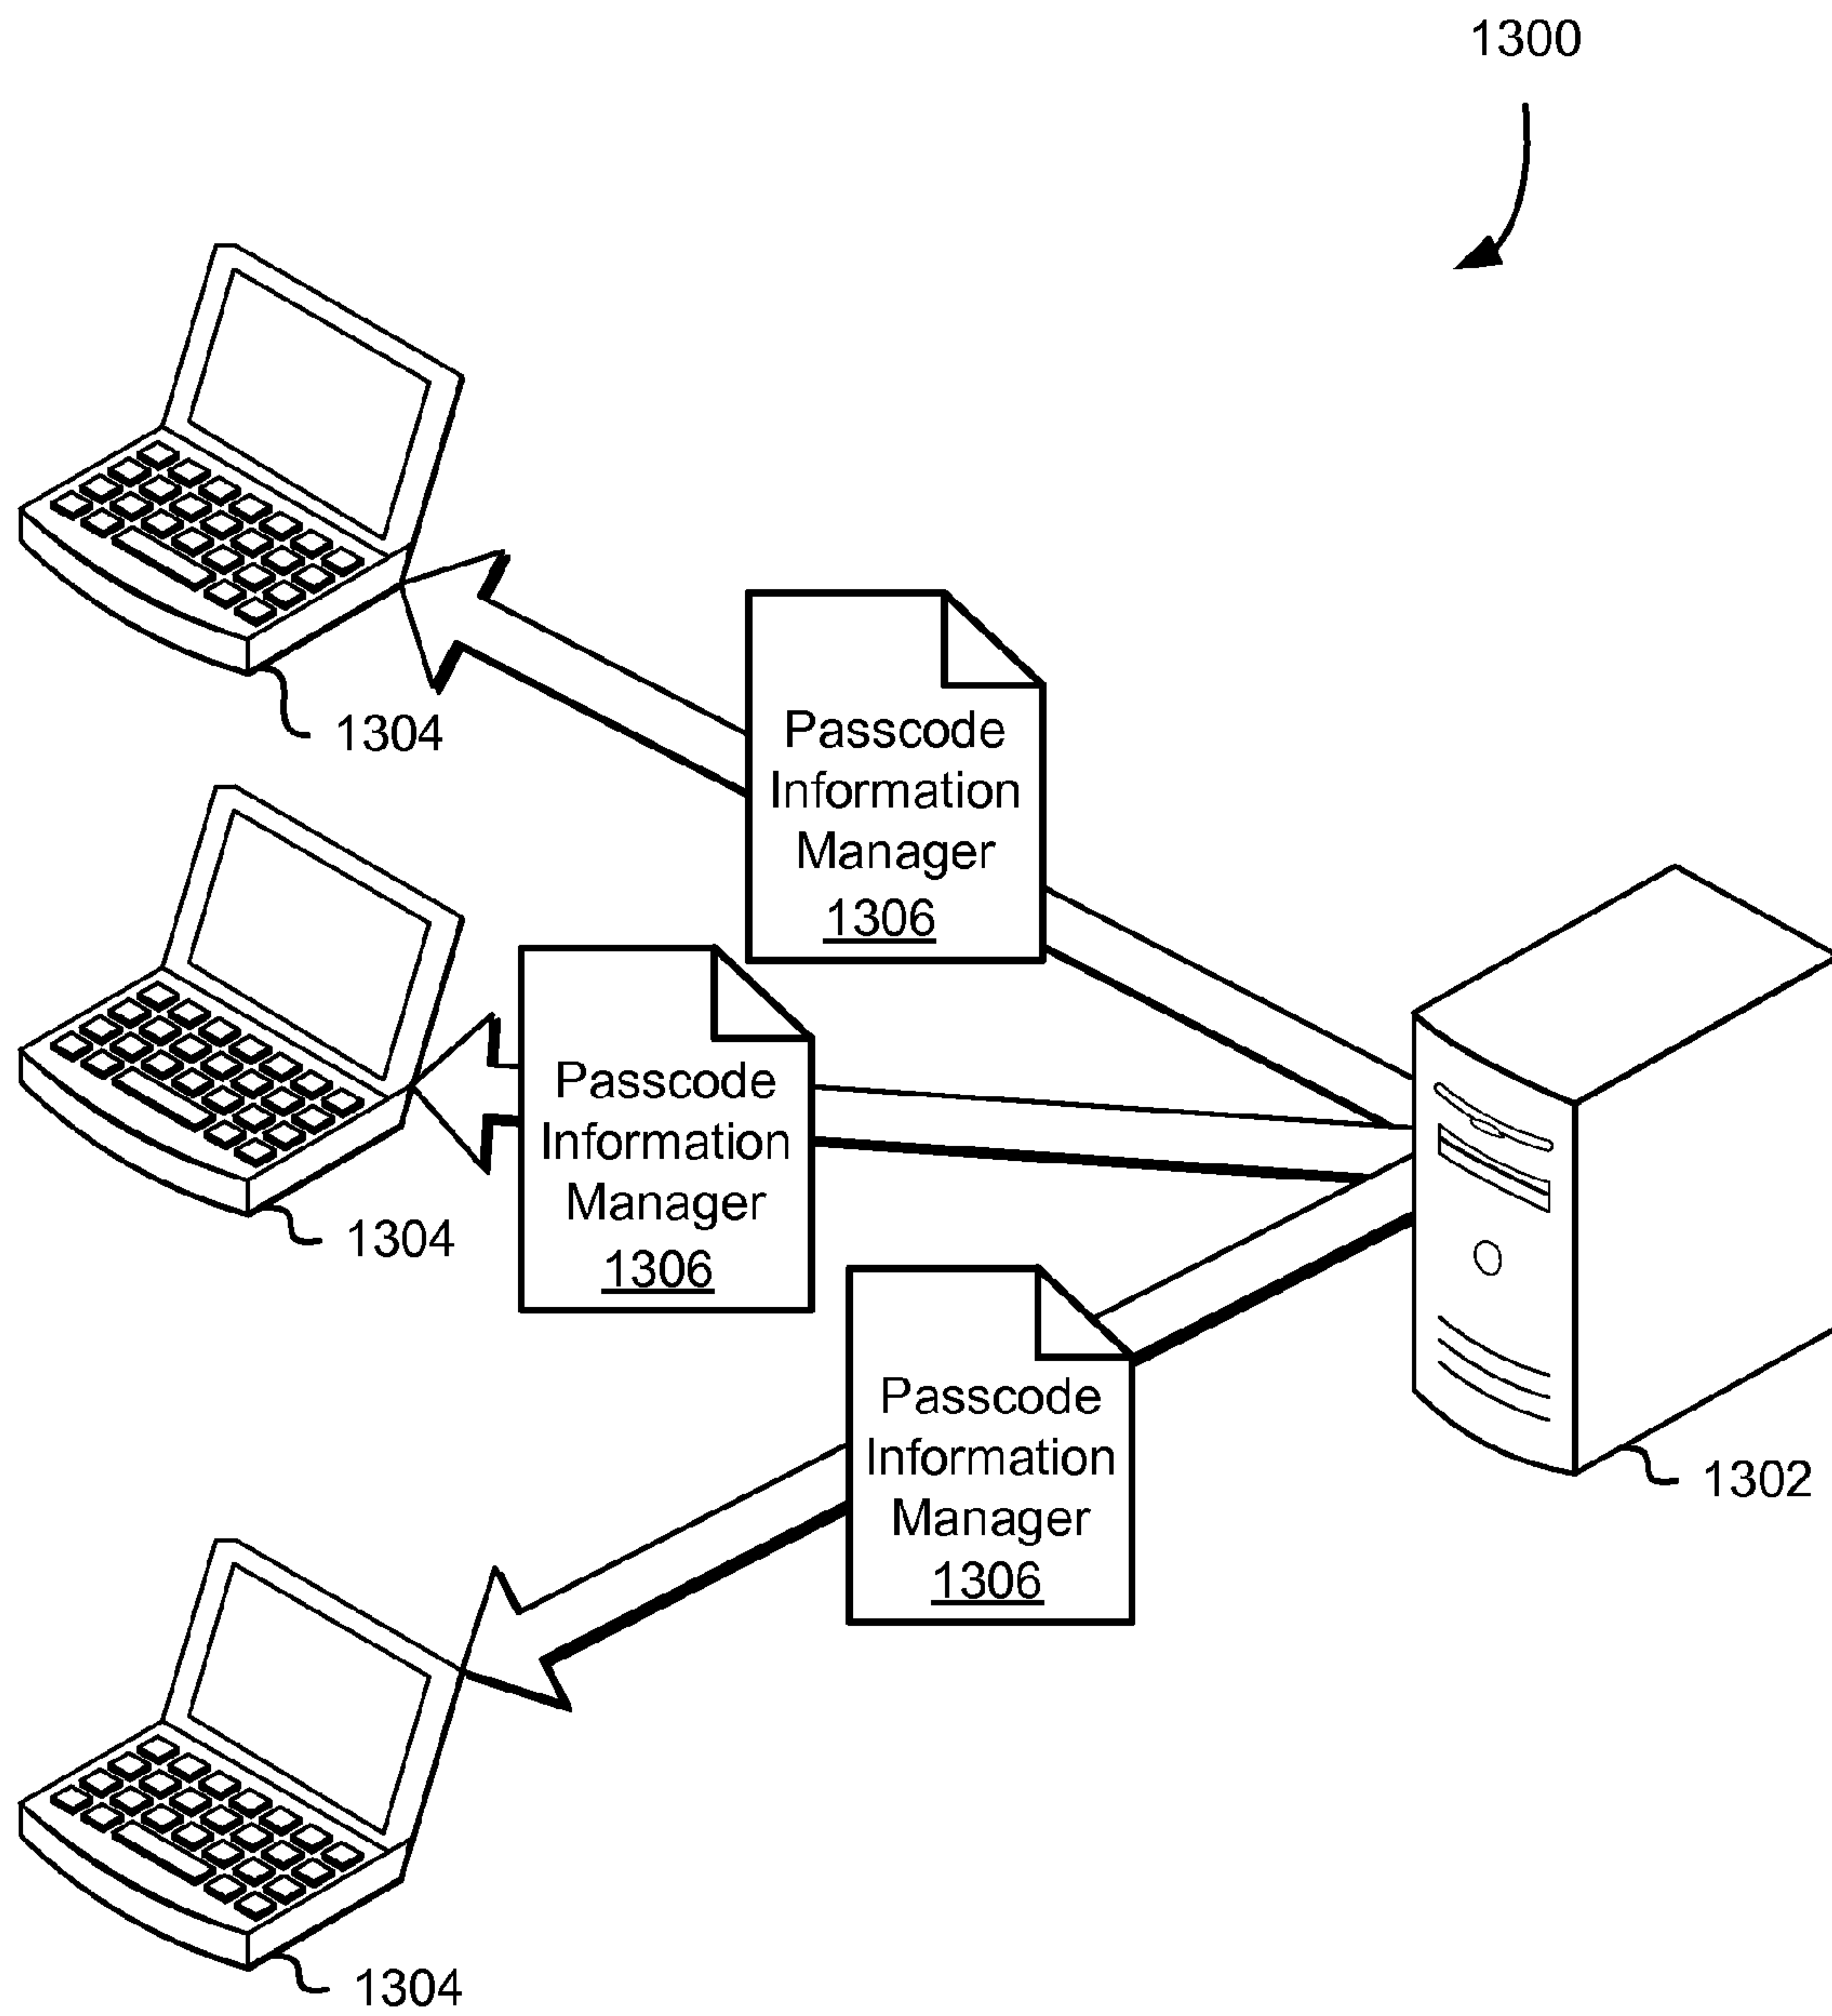 1300
1304
Passcode
Information
Manager
1306
1304
Passcode
Information
Manager
1306
1302
Passcode
Information
Manager
1306
1304